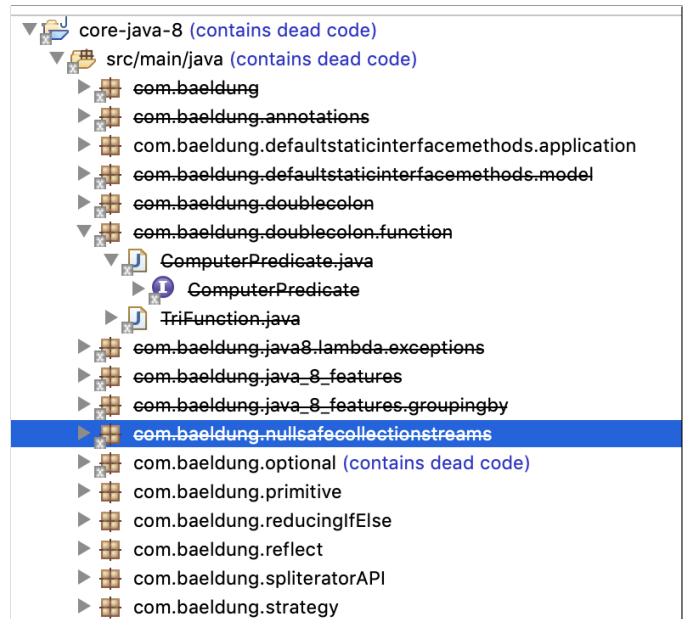 core-java-8 (contains dead code)
src/main/java (contains dead code)
com.baeldung
com.baeldung.annotations
com.baeldung.defaultstaticinterfacemethods.application
com.baeldung.defaultstaticinterfacemethods.model
com.baeldung.doublecolon
com.baeldung.doublecolon.function
ComputerPredicate.java
ComputerPredicate
TriFunction.java
com.baeldung.java8.lambda.exceptions
com.baeldung.java_8_features
com.baeldung.java_8_features.groupingby
com.baeldung.nullsafecollectionstreams
com.baeldung.optional (contains dead code)
com.baeldung.primitive
com.baeldung.reducingIfElse
com.baeldung.reflect
com.baeldung.spliteratorAPI
com.baeldung.strategy